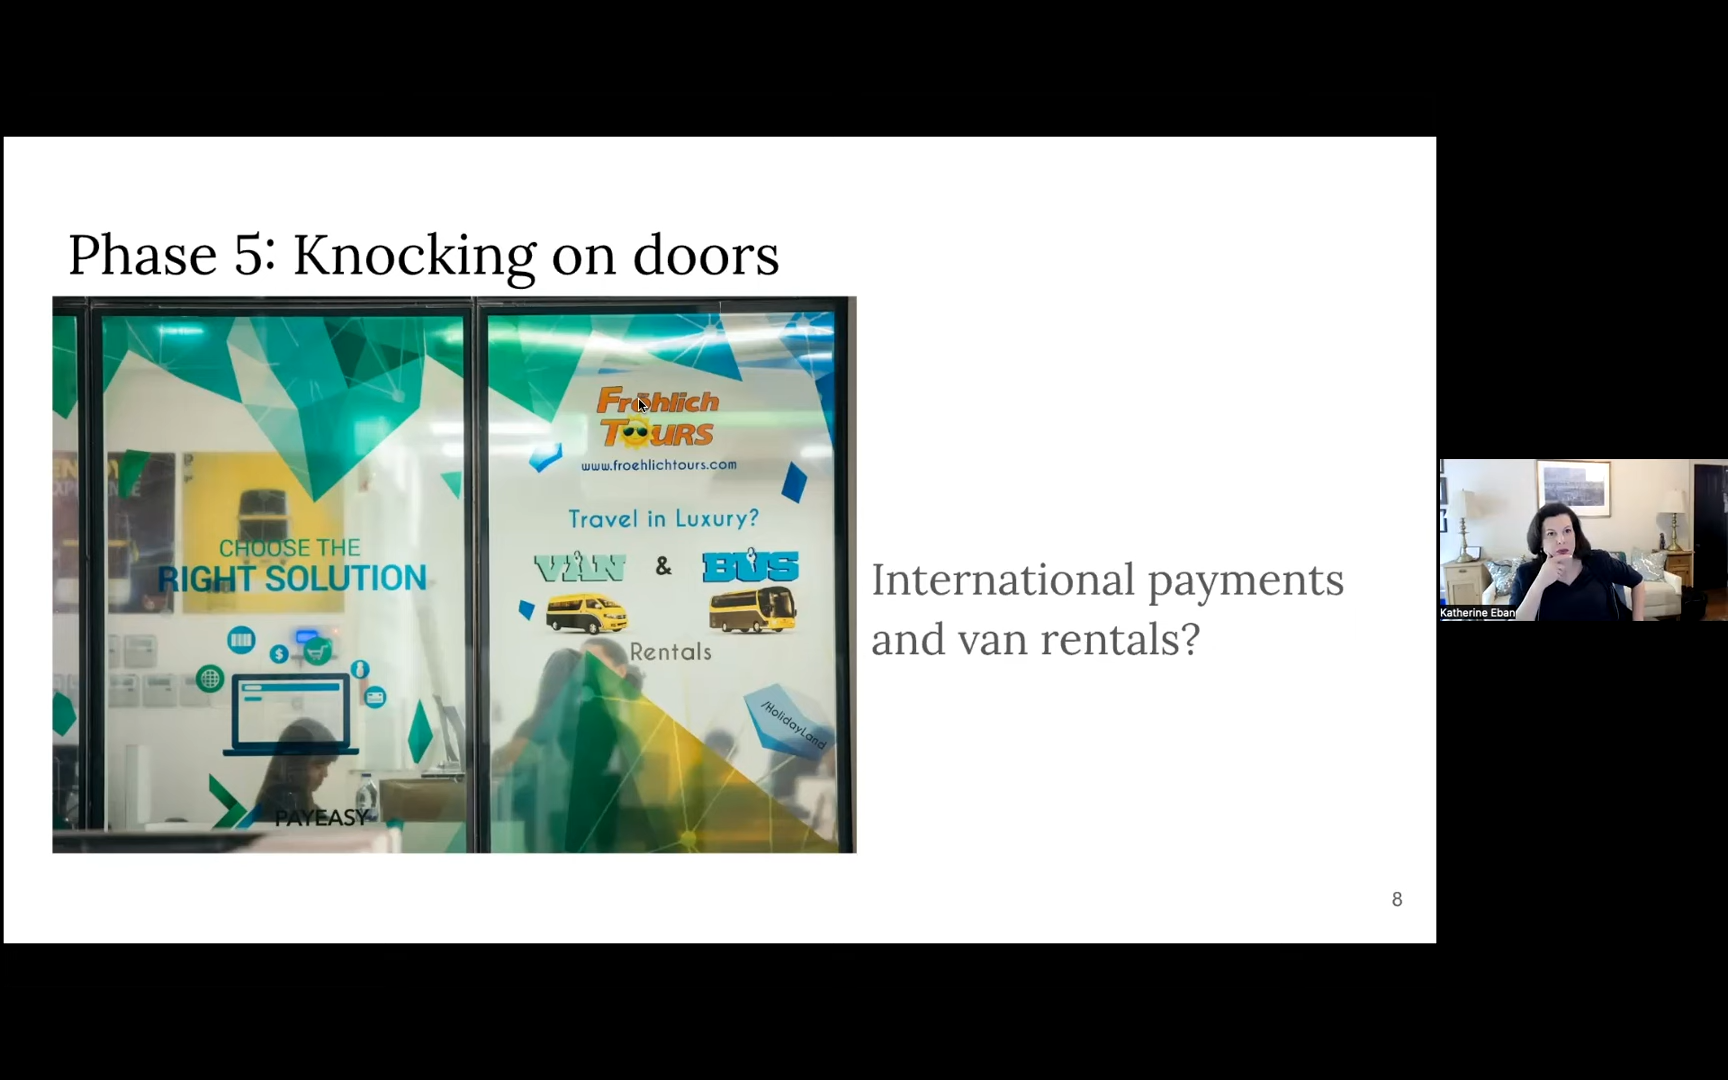 Phase 5: Knocking on doors
CHOOSE THE
RIGHT SOLUTION
$
PAYEASY
Fröhlich
TOURS
www.froehlichtours.com
Travel in Luxury?
VAN & BUS
Rentals
/HolidayLand
International payments
and van rentals?
8
Katherine Eban